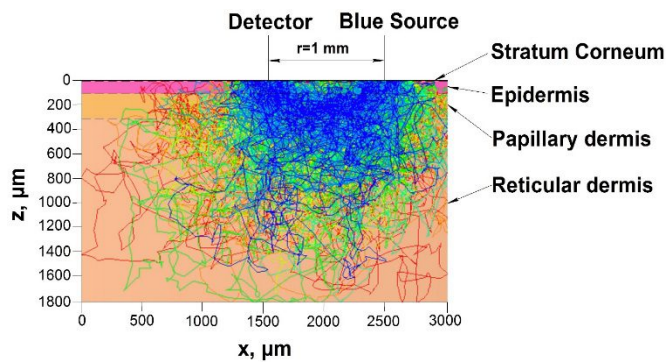 Detector Blue Source
r=1 mm
Stratum Corneum
Epidermis
Papillary dermis
Reticular dermis
0
200
400
600
800
1000
1200
1400
1600
1800
z, µm
0 500 1000 1500 2000 2500 3000
x, µm